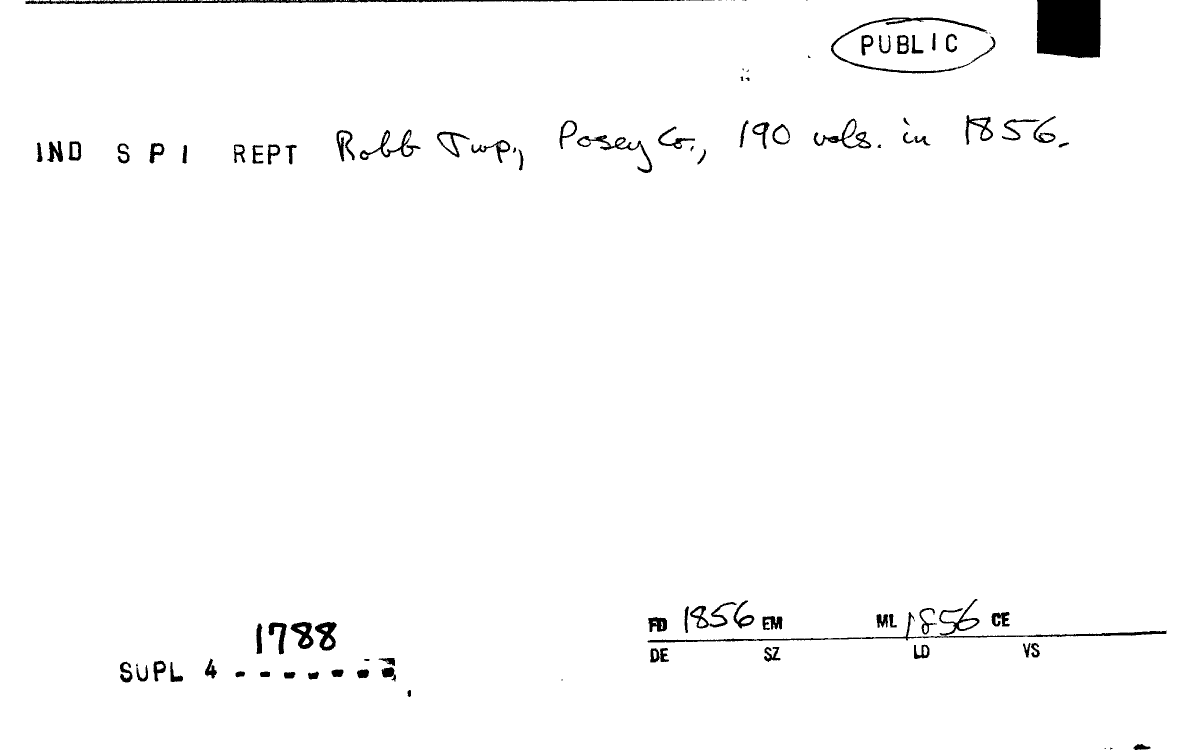 PUBLIC
IND S P I REPT Robb Twp., Posey Co., 190 vols. in 1856.
1788
SUPL 4 -------
FD 1856 EM ML 1856 CE
DE SZ LD VS